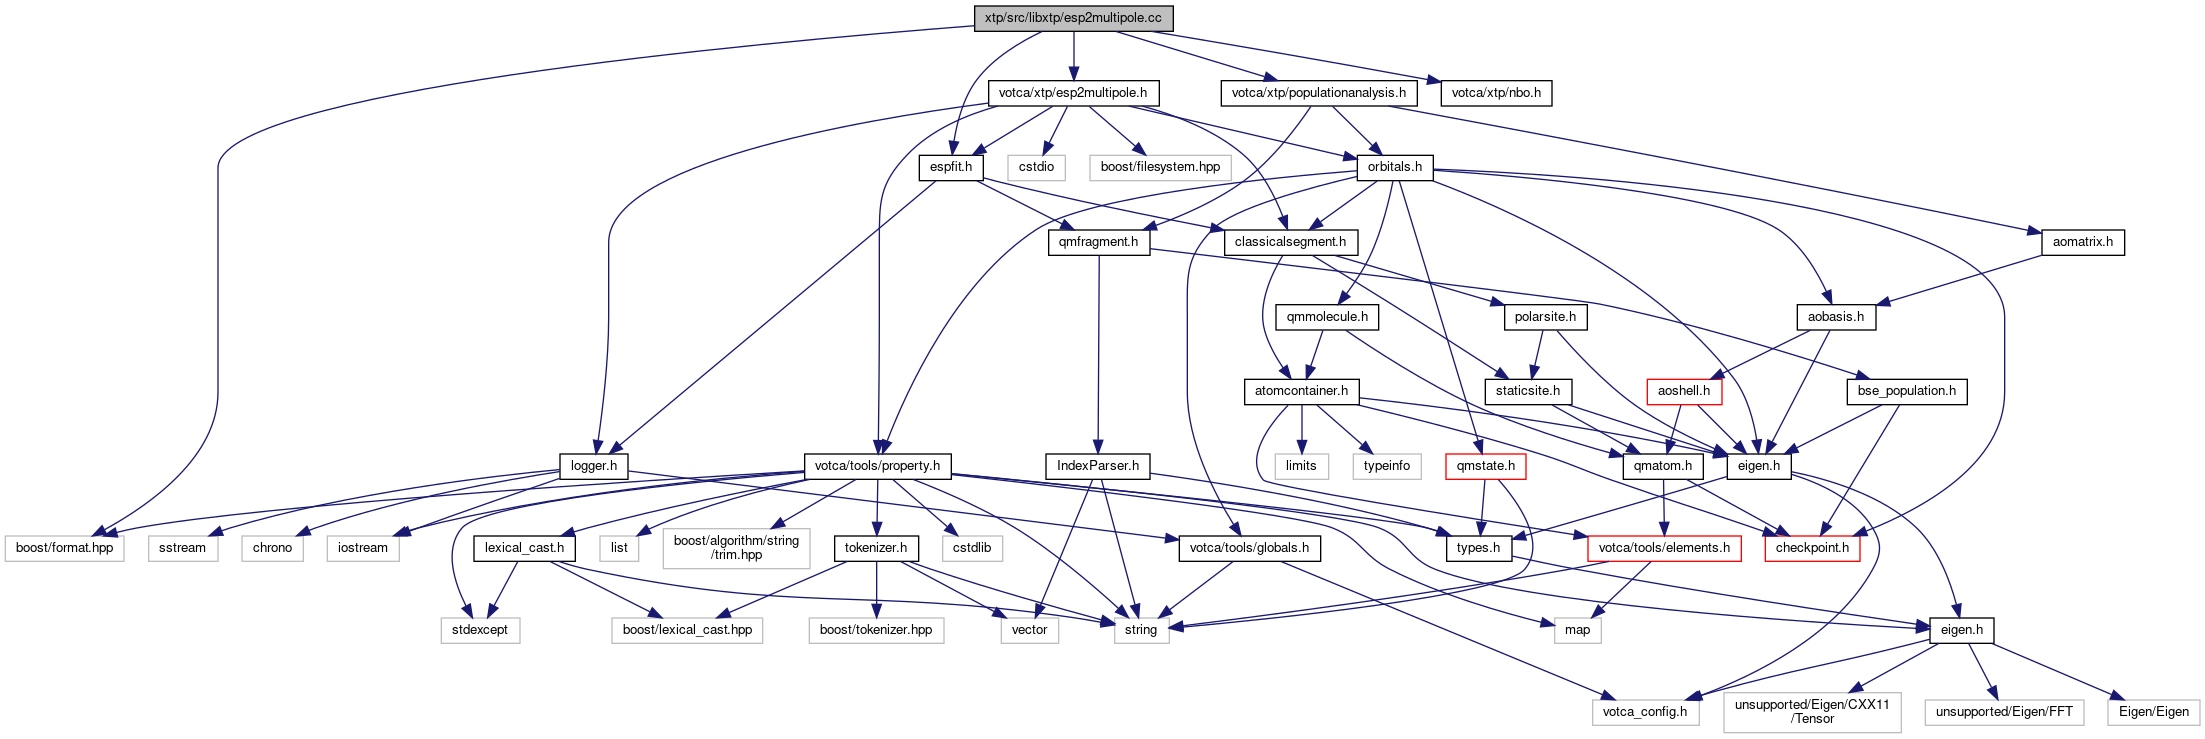 xtp/src/libxtp/esp2multipole.cc
votca/xtp/esp2multipole.h
votca/xtp/populationanalysis.h
votca/xtp/nbo.h
espfit.h
cstdio
boost/filesystem.hpp
orbitals.h
qmfragment.h
classicalsegment.h
aomatrix.h
qmmolecule.h
polarsite.h
aobasis.h
atomcontainer.h
staticsite.h
aoshell.h
bse_population.h
logger.h
votca/tools/property.h
IndexParser.h
limits
typeinfo
qmstate.h
qmatom.h
eigen.h
boost/format.hpp
sstream
chrono
iostream
lexical_cast.h
list
boost/algorithm/string
/trim.hpp
tokenizer.h
cstdlib
votca/tools/globals.h
types.h
votca/tools/elements.h
checkpoint.h
stdexcept
boost/lexical_cast.hpp
boost/tokenizer.hpp
vector
string
map
eigen.h
votca_config.h
unsupported/Eigen/CXX11
/Tensor
unsupported/Eigen/FFT
Eigen/Eigen